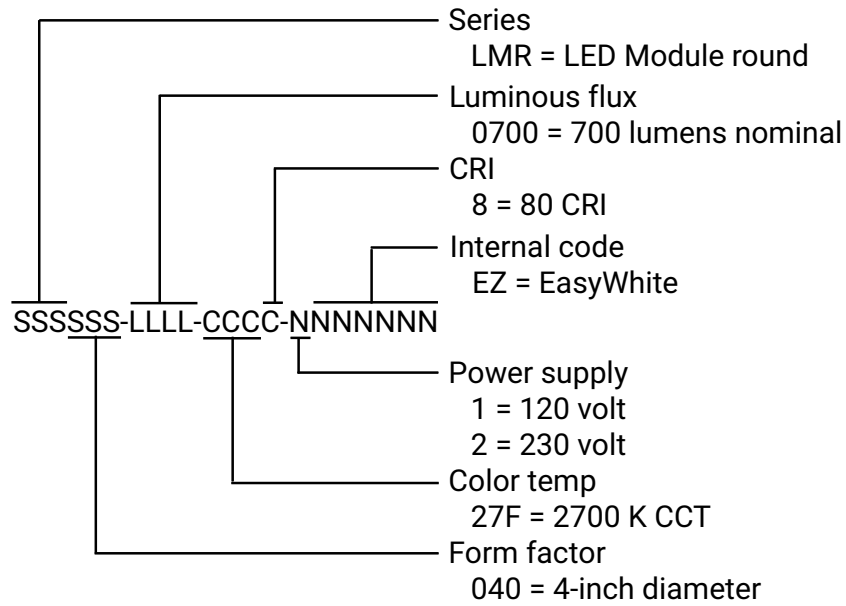 Series
LMR = LED Module round
Luminous flux
0700 = 700 lumens nominal
CRI
8 = 80 CRI
Internal code
EZ = EasyWhite
SSSSSS-LLLL-CCCC-NNNNNNN
Power supply
1 = 120 volt
2 = 230 volt
Color temp
27F = 2700 K CCT
Form factor
040 = 4-inch diameter